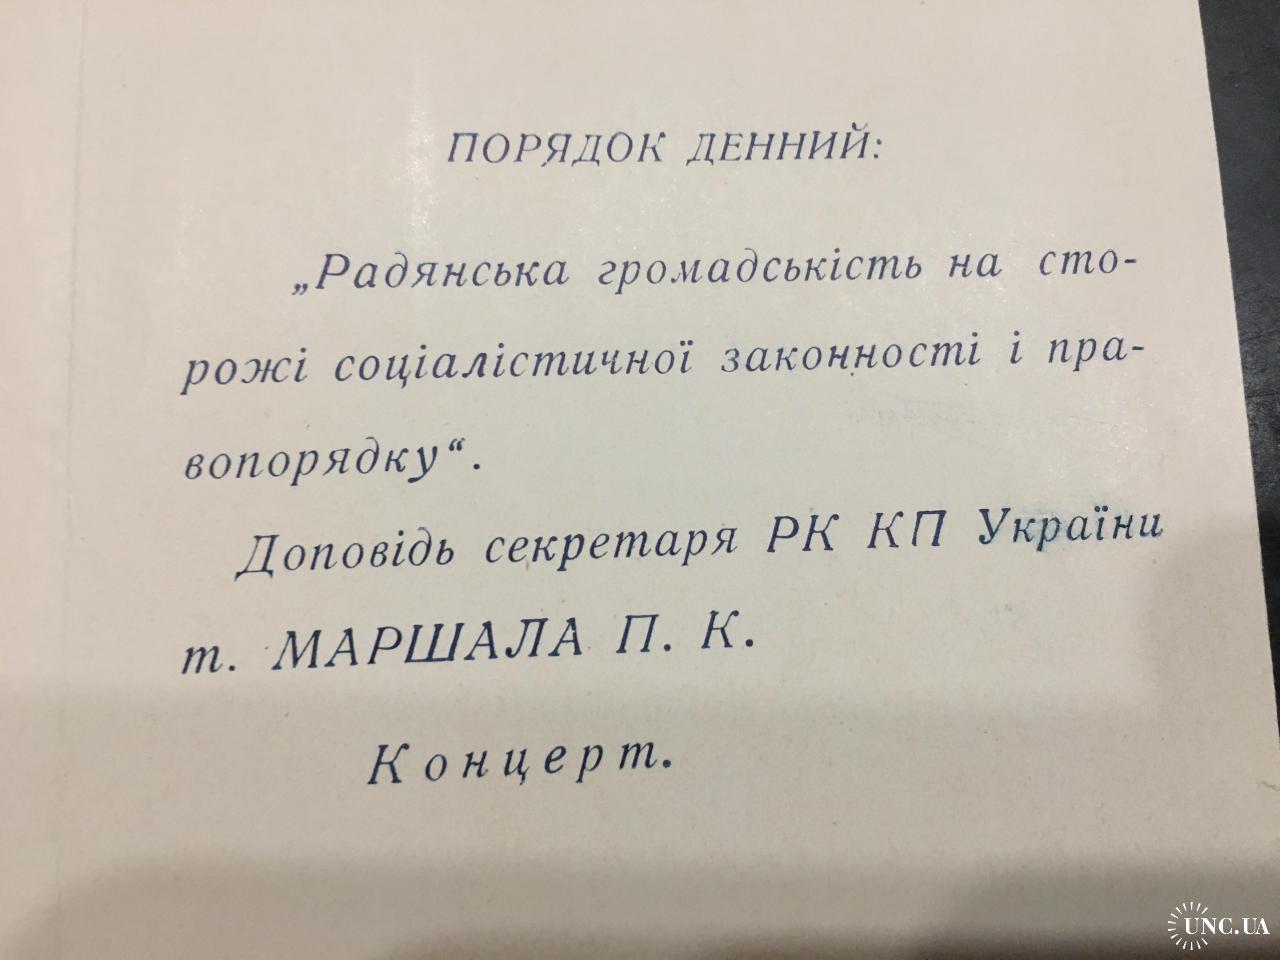 ПОРЯДОК ДЕННИЙ:
„Радянська громадськість на сто-
рожі соціалістичної законності і пра-
вопорядку“.
Доповідь секретаря РК КП України
т. МАРШАЛА П. К.
Концерт.
UNC.UA